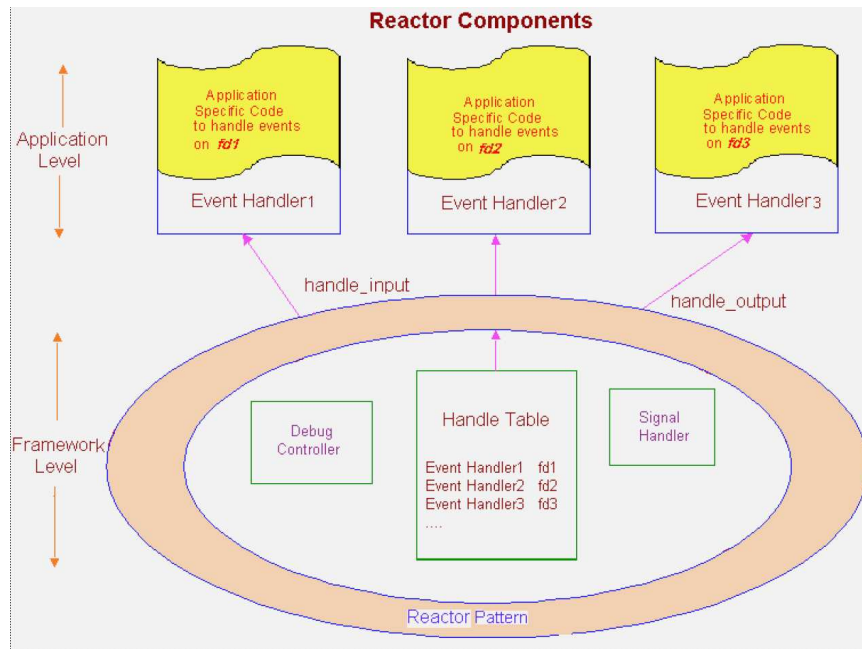 Reactor Components
Application
Specific Code
to handle events
on fd1
Event Handler1
Application
Specific Code
to handle events
on fd2
Event Handler2
Application
Specific Code
to handle events
on fd3
Event Handler3
Application
Level
handle_input
handle_output
Framework
Level
Debug
Controller
Handle Table
Event Handler1 fd1
Event Handler2 fd2
Event Handler3 fd3
....
Signal
Handler
Reactor Pattern